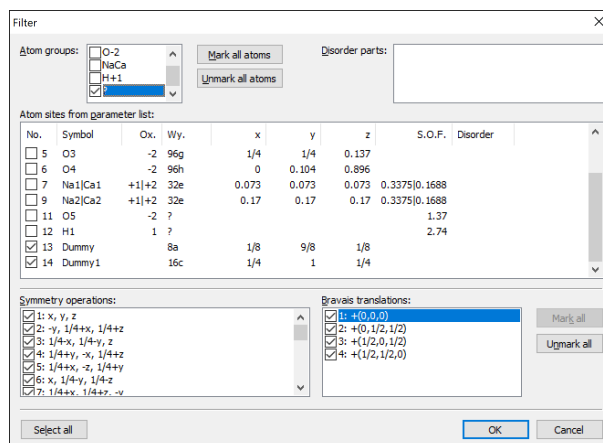 Filter
Atom groups:
O-2
NaCa
H+1
?
Mark all atoms
Unmark all atoms
Disorder parts:
Atom sites from parameter list:
No. Symbol Ox. Wy. x y z S.O.F. Disorder
5 O3 -2 96g 1/4 1/4 0.137
6 O4 -2 96h 0 0.104 0.896
7 Na1|Ca1 +1|+2 32e 0.073 0.073 0.073 0.3375|0.1688
9 Na2|Ca2 +1|+2 32e 0.17 0.17 0.17 0.3375|0.1688
11 O5 -2 ? 1.37
12 H1 1 ? 2.74
13 Dummy 8a 1/8 9/8 1/8
14 Dummy1 16c 1/4 1 1/4
Symmetry operations:
1: x, y, z
2: -y, 1/4+x, 1/4+z
3: 1/4-x, 1/4-y, z
4: 1/4+y, -x, 1/4+z
5: 1/4+x, -z, 1/4+y
6: x, 1/4-y, 1/4-z
7: 1/4+x, 1/4+z, -y
Bravais translations:
1: +(0,0,0)
2: +(0,1/2,1/2)
3: +(1/2,0,1/2)
4: +(1/2,1/2,0)
Mark all
Unmark all
Select all
OK
Cancel